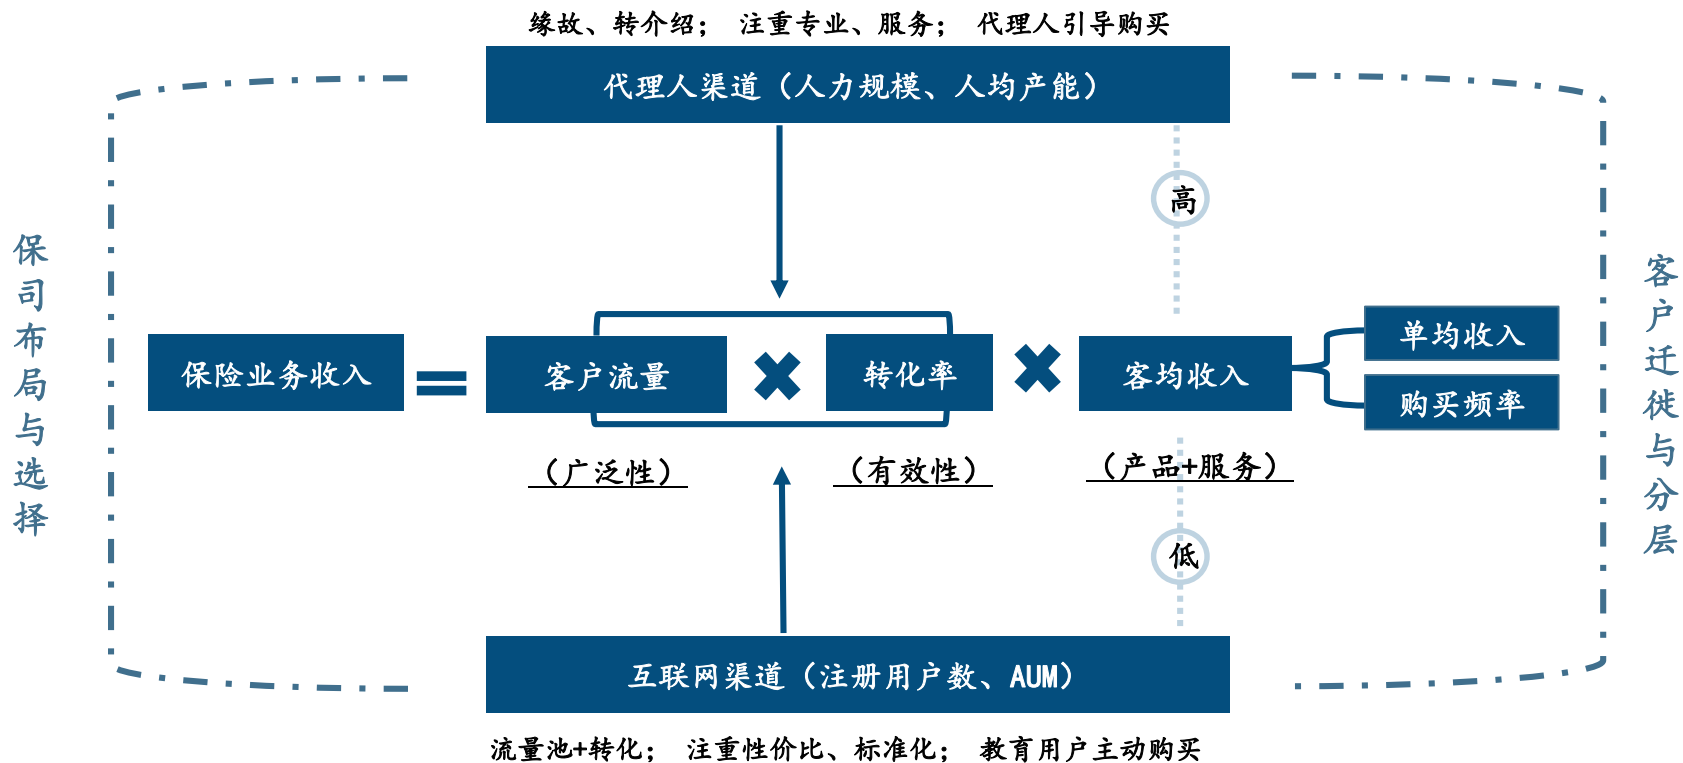 缘故、转介绍； 注重专业、服务； 代理人引导购买
代理人渠道（人力规模、人均产能）
高
保司布局与选择
客户迁徙与分层
保险业务收入
=
客户流量
×
转化率
×
客均收入
单均收入
购买频率
（广泛性）
（有效性）
（产品+服务）
低
互联网渠道（注册用户数、AUM）
流量池+转化； 注重性价比、标准化； 教育用户主动购买